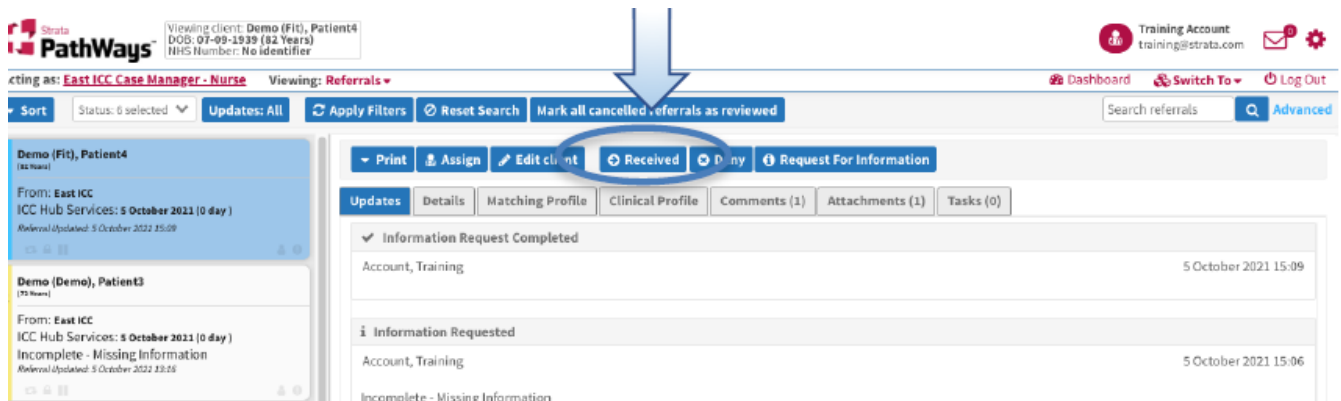 Strata
PathWays
Viewing client: Demo (Fit), Patient4
DOB: 07-09-1939 (82 Years)
NHS Number: No identifier
Training Account
training@strata.com
cting as: East ICC Case Manager - Nurse Viewing: Referrals
Dashboard Switch To Log Out
Sort Status: 6 selected Updates: All Apply Filters Reset Search Mark all cancelled referrals as reviewed Search referrals Advanced
Demo (Fit), Patient4
(82 Years)
From: East ICC
ICC Hub Services: 5 October 2021 (0 day )
Referral Updated: 5 October 2021 15:09
Demo (Demo), Patient3
(73 Years)
From: East ICC
ICC Hub Services: 5 October 2021 (0 day )
Incomplete - Missing Information
Referral Updated: 5 October 2021 13:16
Print Assign Edit client Received Deny Request For Information
Updates Details Matching Profile Clinical Profile Comments (1) Attachments (1) Tasks (0)
Information Request Completed
Account, Training 5 October 2021 15:09
Information Requested
Account, Training 5 October 2021 15:06
Incomplete - Missing Information